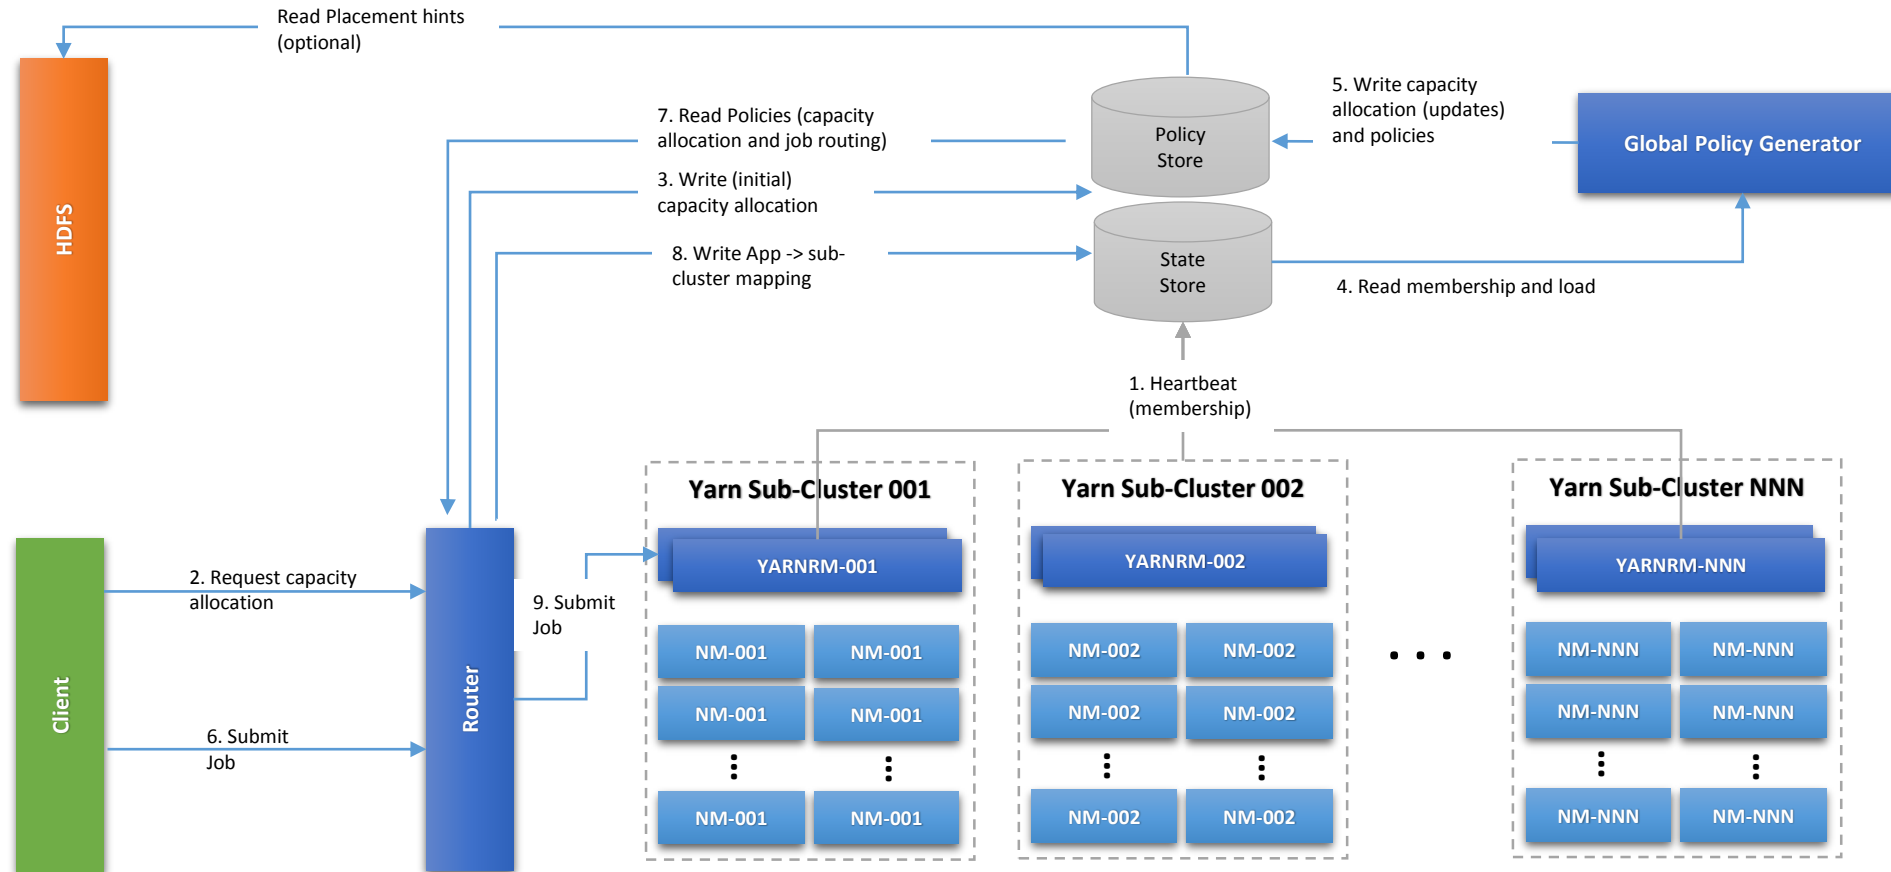 Read Placement hints
(optional)
HDFS
7. Read Policies (capacity
allocation and job routing)
3. Write (initial)
capacity allocation
8. Write App -> sub-
cluster mapping
Policy
Store
State
Store
5. Write capacity
allocation (updates)
and policies
Global Policy Generator
4. Read membership and load
1. Heartbeat
(membership)
Client
2. Request capacity
allocation
6. Submit
Job
Router
9. Submit
Job
Yarn Sub-Cluster 001
YARNRM-001
NM-001 NM-001
NM-001 NM-001
NM-001 NM-001
Yarn Sub-Cluster 002
YARNRM-002
NM-002 NM-002
NM-002 NM-002
NM-002 NM-002
. . .
Yarn Sub-Cluster NNN
YARNRM-NNN
NM-NNN NM-NNN
NM-NNN NM-NNN
NM-NNN NM-NNN